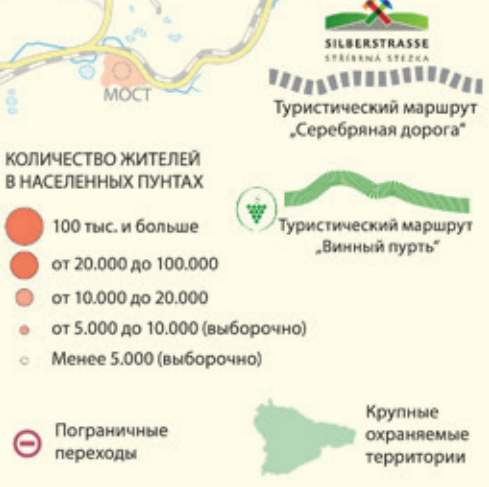 SILBERSTRASSE
STŘÍBRNÁ STEZKA
МОСТ
Туристический маршрут
„Серебряная дорога“
КОЛИЧЕСТВО ЖИТЕЛЕЙ
В НАСЕЛЕННЫХ ПУНТАХ
100 тыс. и больше
от 20.000 до 100.000
от 10.000 до 20.000
от 5.000 до 10.000 (выборочно)
Менее 5.000 (выборочно)
Туристический маршрут
„Винный пурть“
Пограничные
переходы
Крупные
охраняемые
территории